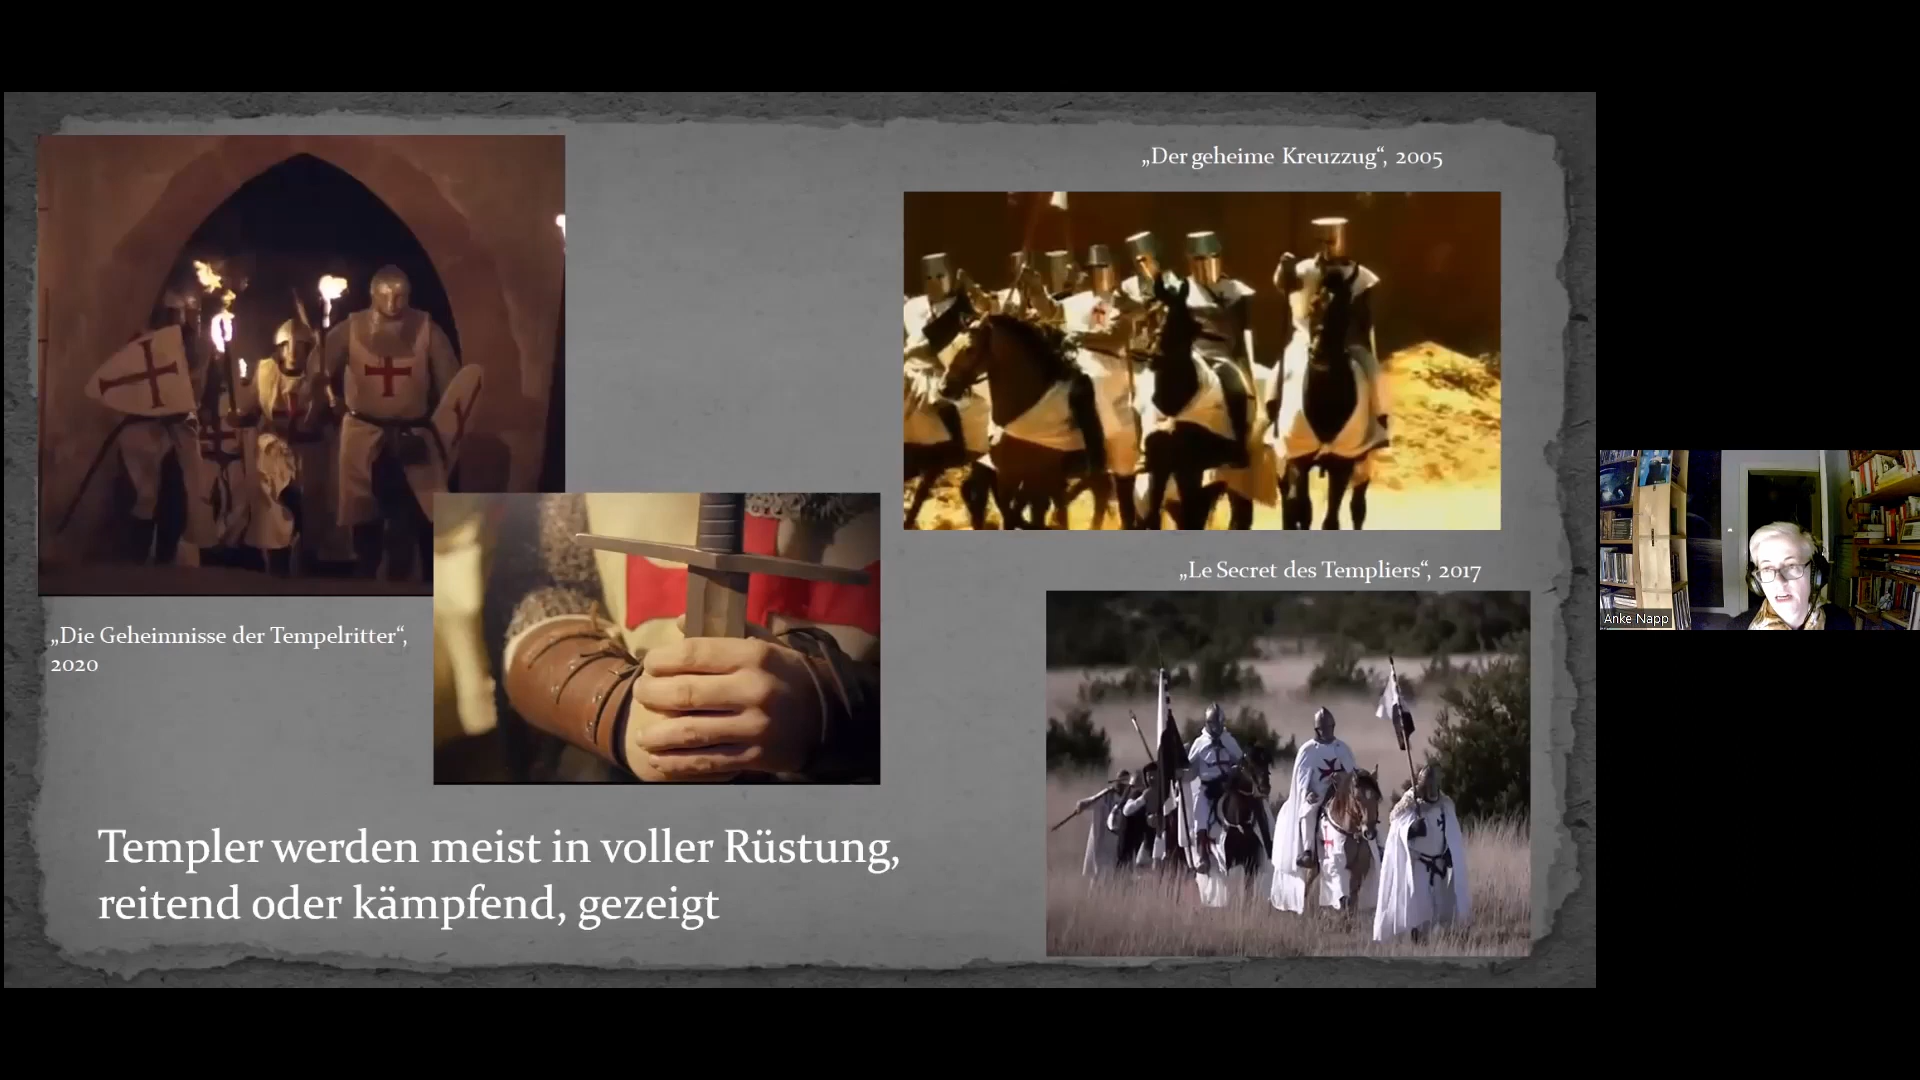 „Der geheime Kreuzzug“, 2005
„Le Secret des Templiers“, 2017
„Die Geheimnisse der Tempelritter“,
2020
Templer werden meist in voller Rüstung,
reitend oder kämpfend, gezeigt
Anke Napp